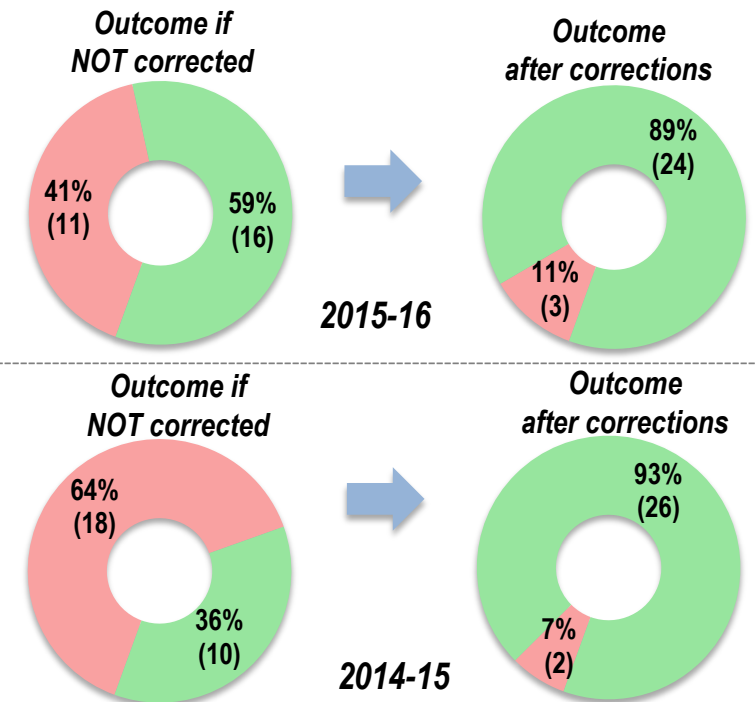 Outcome if
NOT corrected
Outcome
after corrections
41%
(11)
59%
(16)
89%
(24)
11%
(3)
2015-16
Outcome if
NOT corrected
Outcome
after corrections
64%
(18)
36%
(10)
93%
(26)
7%
(2)
2014-15